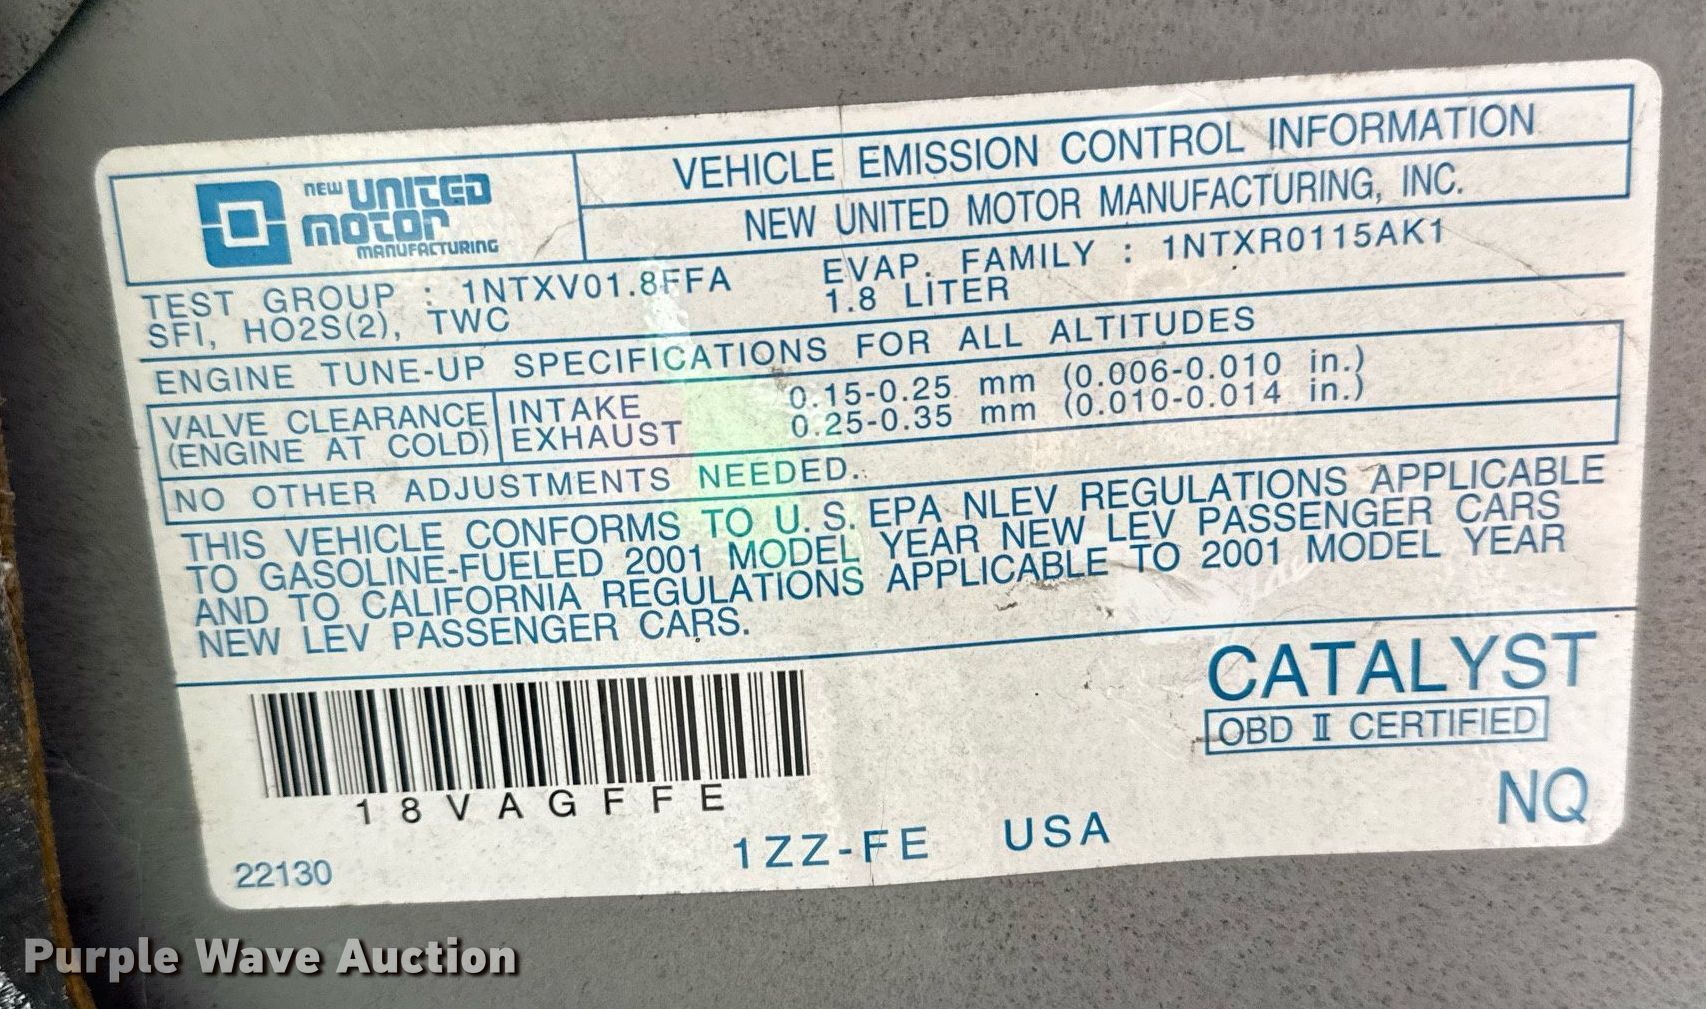 NEW UNITED
MOTOR
MANUFACTURING
VEHICLE EMISSION CONTROL INFORMATION
NEW UNITED MOTOR MANUFACTURING, INC.
TEST GROUP : 1NTXV01.8FFA EVAP. FAMILY : 1NTXR0115AK1
SFI, HO2S(2), TWC 1.8 LITER
ENGINE TUNE-UP SPECIFICATIONS FOR ALL ALTITUDES
VALVE CLEARANCE INTAKE 0.15-0.25 mm (0.006-0.010 in.)
(ENGINE AT COLD) EXHAUST 0.25-0.35 mm (0.010-0.014 in.)
NO OTHER ADJUSTMENTS NEEDED.
THIS VEHICLE CONFORMS TO U.S. EPA NLEV REGULATIONS APPLICABLE
TO GASOLINE-FUELED 2001 MODEL YEAR NEW LEV PASSENGER CARS
AND TO CALIFORNIA REGULATIONS APPLICABLE TO 2001 MODEL YEAR
NEW LEV PASSENGER CARS.
CATALYST
OBD II CERTIFIED
18VAGFFE
NQ
1ZZ-FE USA
22130
Purple Wave Auction